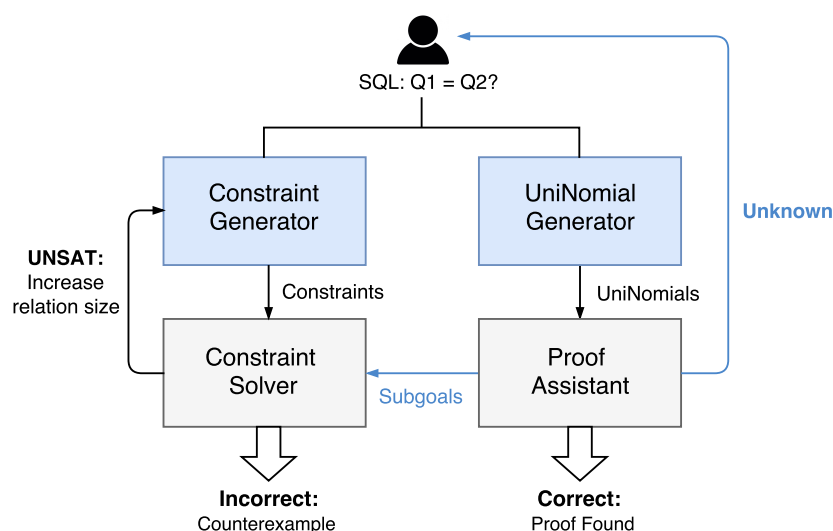 SQL: Q1 = Q2?
Constraint
Generator
UniNomial
Generator
Unknown
UNSAT:
Increase
relation size
Constraints
UniNomials
Constraint
Solver
Subgoals
Proof
Assistant
Incorrect:
Counterexample
Correct:
Proof Found